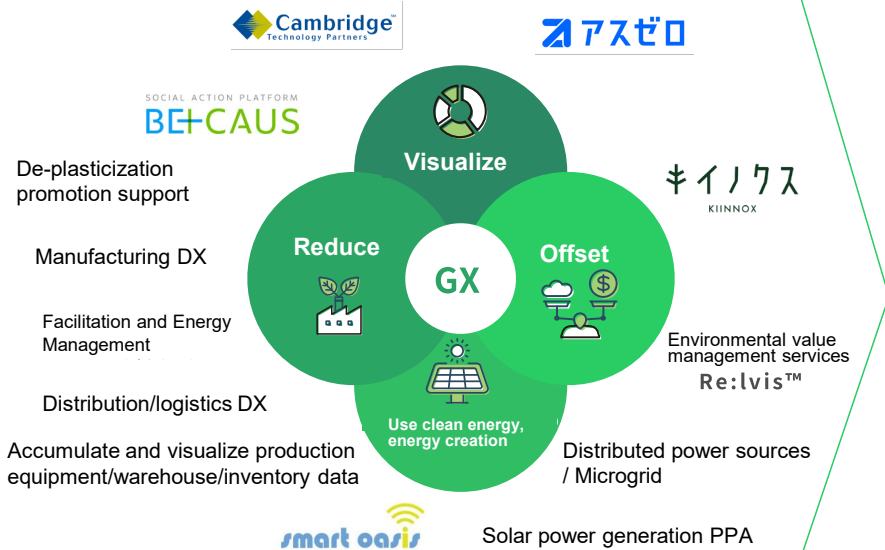 Cambridge
Technology Partners
アスゼロ
SOCIAL ACTION PLATFORM
BE+CAUS
Visualize
De-plasticization
promotion support
キイノクス
KIINNOX
Reduce
Offset
Manufacturing DX
GX
$
Facilitation and Energy
Management
Environmental value
management services
Re:lvis™
Distribution/logistics DX
Use clean energy,
energy creation
Accumulate and visualize production
equipment/warehouse/inventory data
Distributed power sources
/ Microgrid
smart oasis
Solar power generation PPA